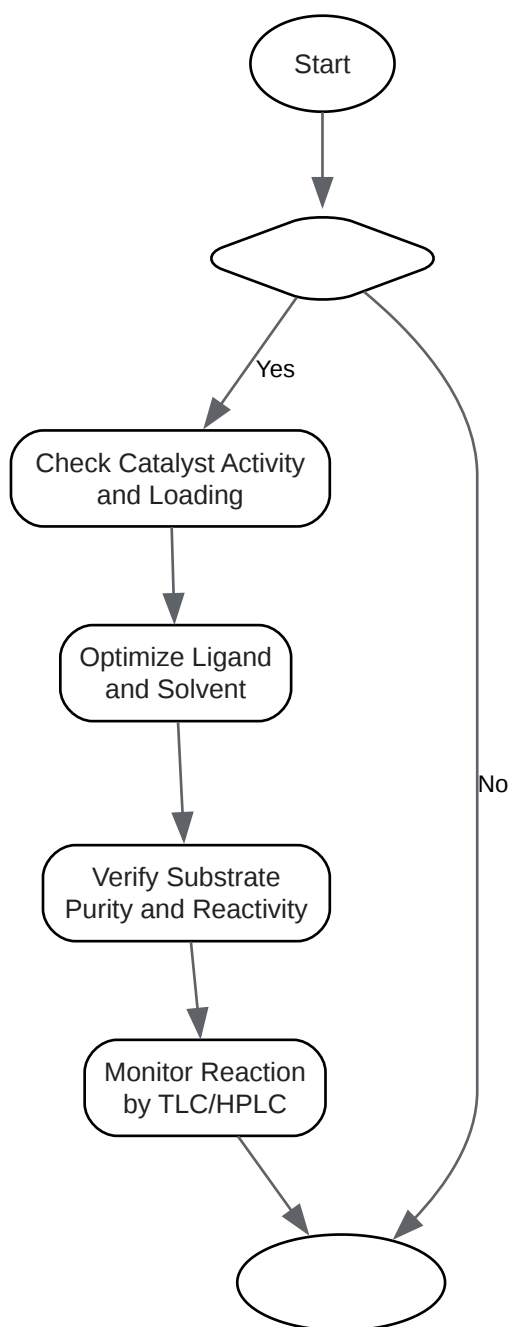 Start
Yes
Check Catalyst Activity
and Loading
Optimize Ligand
and Solvent
No
Verify Substrate
Purity and Reactivity
Monitor Reaction
by TLC/HPLC